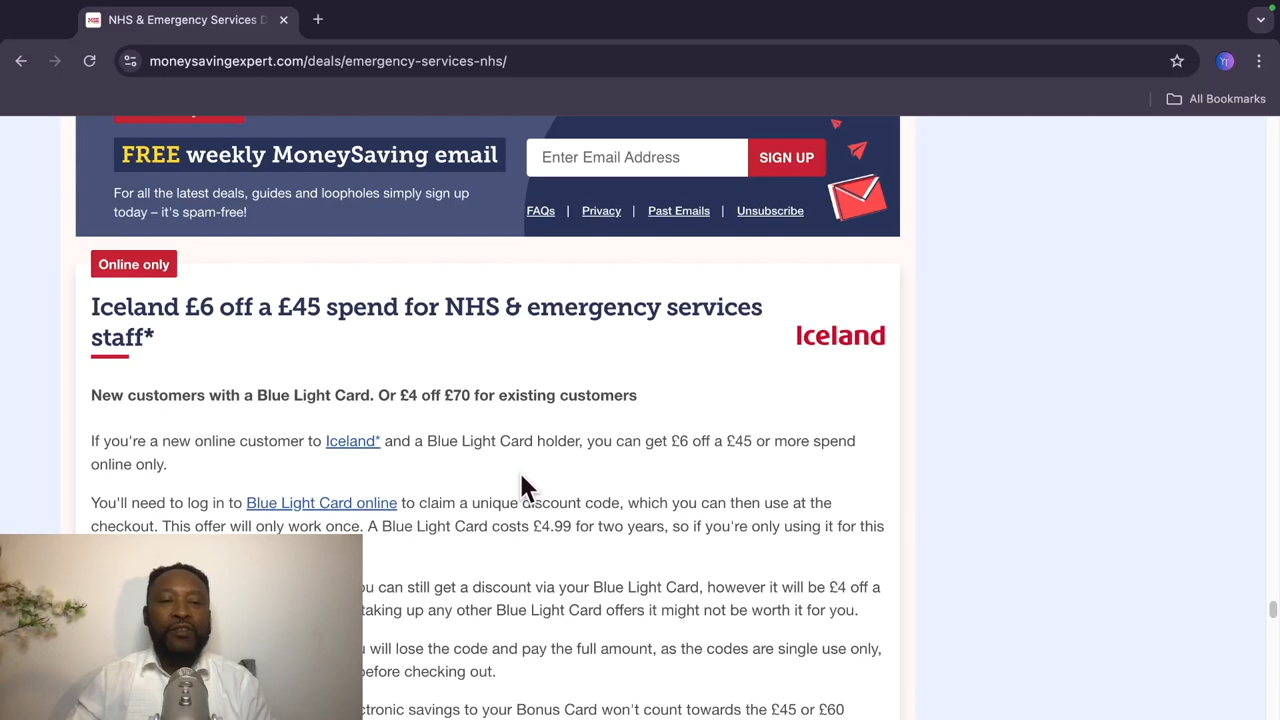 NHS & Emergency Services D
moneysavingexpert.com/deals/emergency-services-nhs/
All Bookmarks
FREE weekly MoneySaving email
For all the latest deals, guides and loopholes simply sign up
today – it's spam-free!
Enter Email Address
SIGN UP
FAQs | Privacy | Past Emails | Unsubscribe
Online only
Iceland £6 off a £45 spend for NHS & emergency services
staff*
Iceland
New customers with a Blue Light Card. Or £4 off £70 for existing customers
If you're a new online customer to Iceland* and a Blue Light Card holder, you can get £6 off a £45 or more spend
online only.
You'll need to log in to Blue Light Card online to claim a unique discount code, which you can then use at the
checkout. This offer will only work once. A Blue Light Card costs £4.99 for two years, so if you're only using it for this
can still get a discount via your Blue Light Card, however it will be £4 off a
taking up any other Blue Light Card offers it might not be worth it for you.
will lose the code and pay the full amount, as the codes are single use only,
before checking out.
savings to your Bonus Card won't count towards the £45 or £60